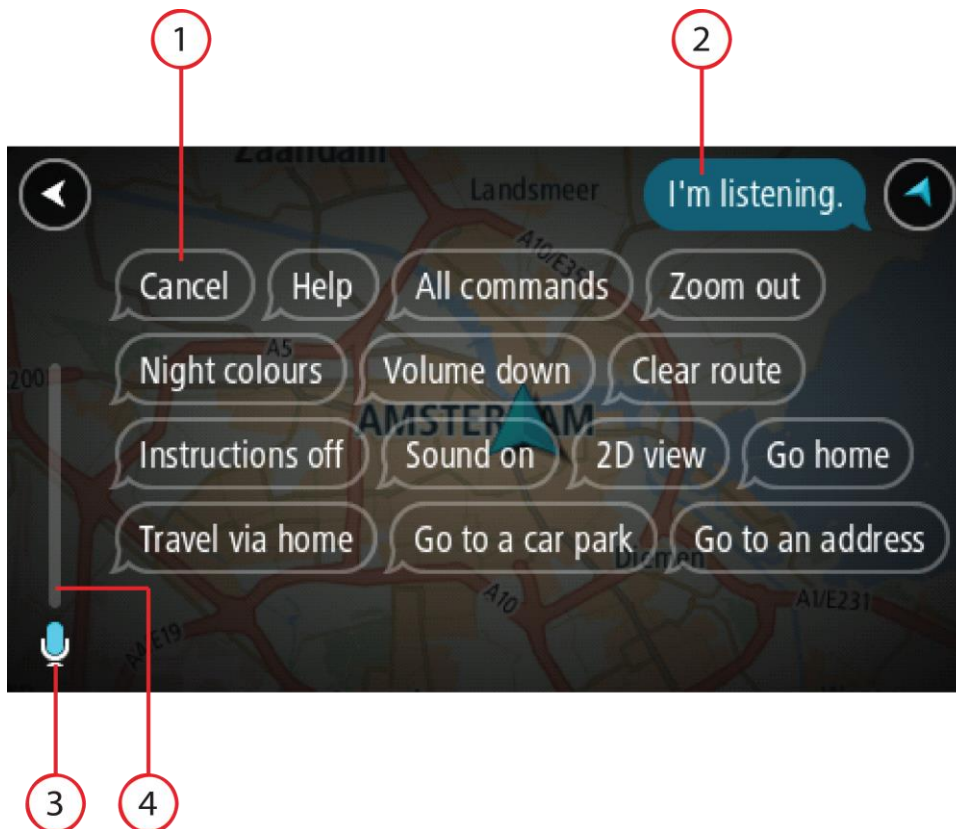 1 2
Zaandam
Landsmeer
I'm listening.
A10/E35
Cancel Help All commands Zoom out
A5
Night colours Volume down Clear route
200
AMSTERDAM
Instructions off Sound on 2D view Go home
Travel via home Go to a car park Go to an address
Diemen
A10
A1/E231
A4/E19
3 4